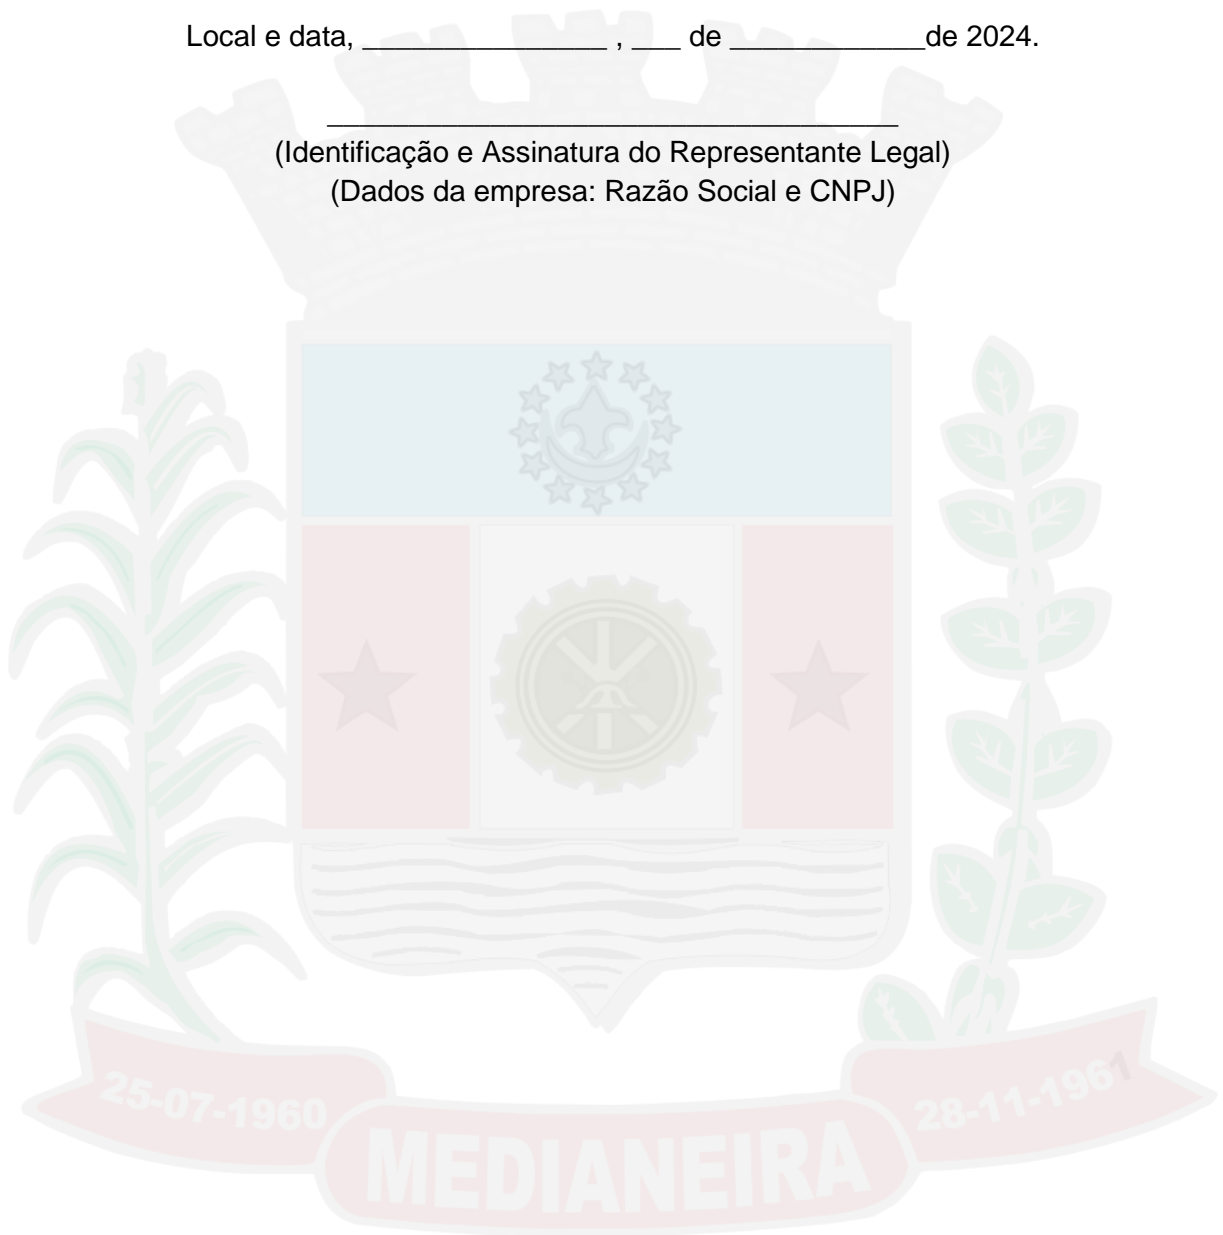 Local e data, _______________ , ___ de ____________de 2024.
___________________________________
(Identificação e Assinatura do Representante Legal)
(Dados da empresa: Razão Social e CNPJ)
25-07-1960
28-11-1961
MEDIANEIRA